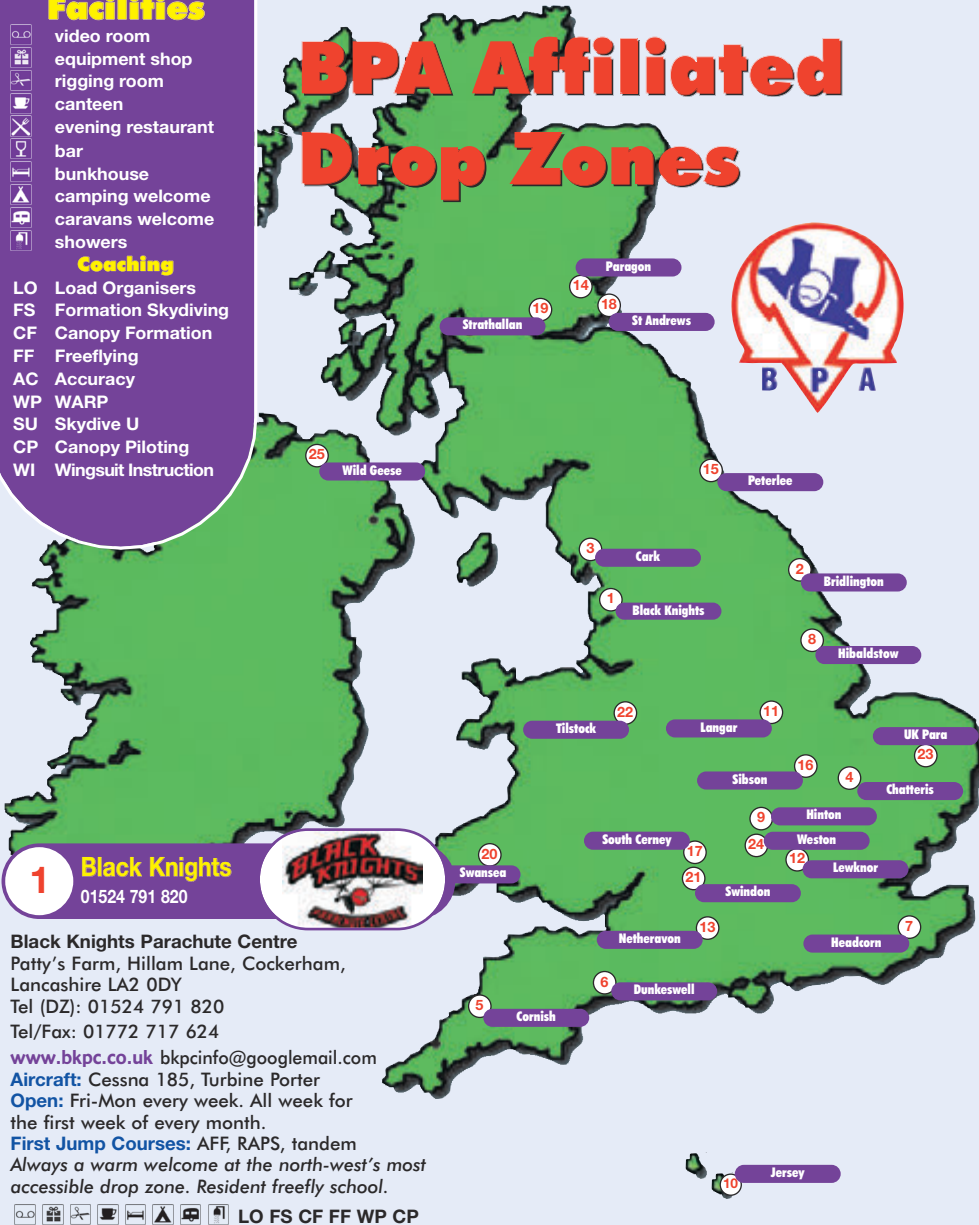 Facilities
video room
equipment shop
rigging room
canteen
evening restaurant
bar
bunkhouse
camping welcome
caravans welcome
showers
Coaching
LO Load Organisers
FS Formation Skydiving
CF Canopy Formation
FF Freeflying
AC Accuracy
WP WARP
SU Skydive U
CP Canopy Piloting
WI Wingsuit Instruction
BPA Affiliated
Drop Zones
BPA
Paragon
14
18
St Andrews
19
Strathallan
25
Wild Geese
15
Peterlee
3
Cark
2
Bridlington
1
Black Knights
8
Hibaldstow
22
Tilstock
11
Langar
UK Para
23
16
Sibson
4
Chatteris
9
Hinton
South Cerney
17
24
Weston
12
Lewknor
20
Swansea
21
Swindon
13
Netheravon
7
Headcorn
6
Dunkeswell
5
Cornish
10
Jersey
1
Black Knights
01524 791 820
BLACK
KNIGHTS
PARACHUTE CENTRE
Black Knights Parachute Centre
Patty's Farm, Hillam Lane, Cockerham,
Lancashire LA2 0DY
Tel (DZ): 01524 791 820
Tel/Fax: 01772 717 624
www.bkpc.co.uk bkpcinfo@googlemail.com
Aircraft: Cessna 185, Turbine Porter
Open: Fri-Mon every week. All week for
the first week of every month.
First Jump Courses: AFF, RAPS, tandem
Always a warm welcome at the north-west's most
accessible drop zone. Resident freefly school.
LO FS CF FF WP CP